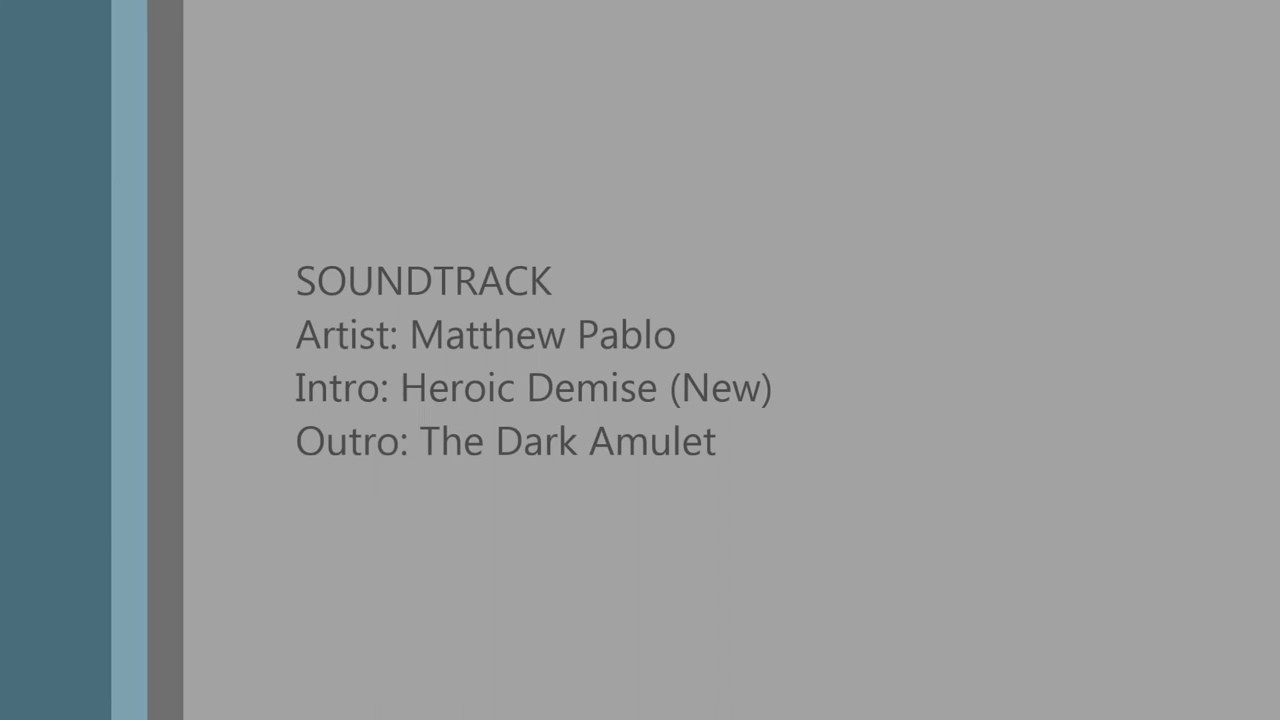 SOUNDTRACK
Artist: Matthew Pablo
Intro: Heroic Demise (New)
Outro: The Dark Amulet